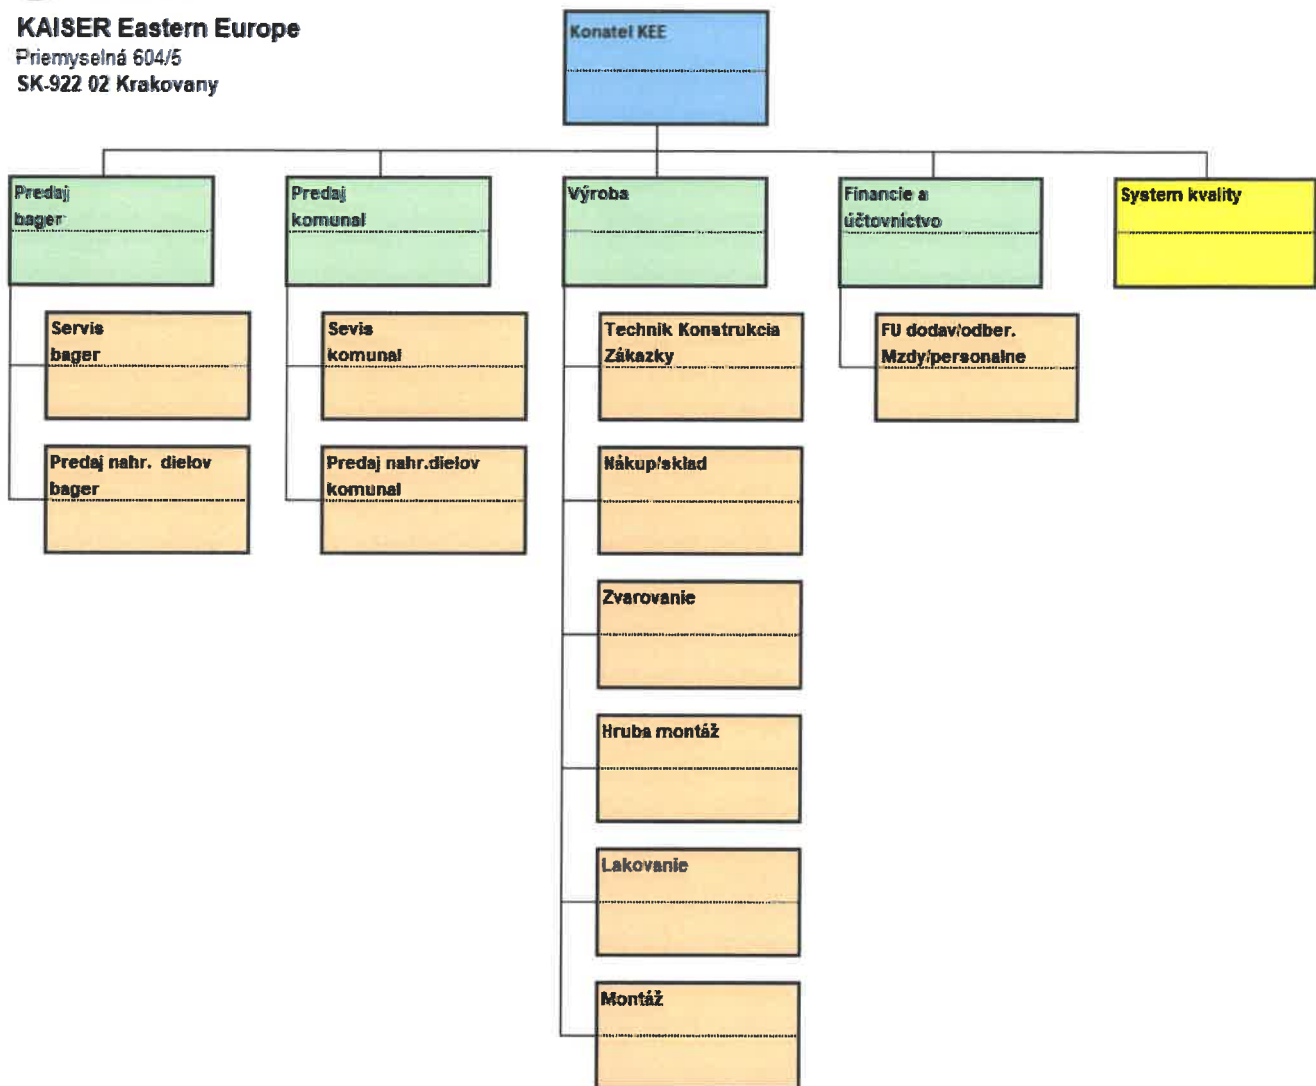 KAISER Eastern Europe
Priemyselná 604/5
SK-922 02 Krakovany
Konatel KEE
Predaj
bager
Predaj
komunal
Výroba
Financie a
účtovníctvo
System kvality
Servis
bager
Sevis
komunal
Technik Konstrukcia
Zákazky
FU dodav/odber.
Mzdy/personalne
Predaj nahr. dielov
bager
Predaj nahr.dielov
komunal
Nákup/sklad
Zvarovanie
Hruba montáž
Lakovanie
Montáž